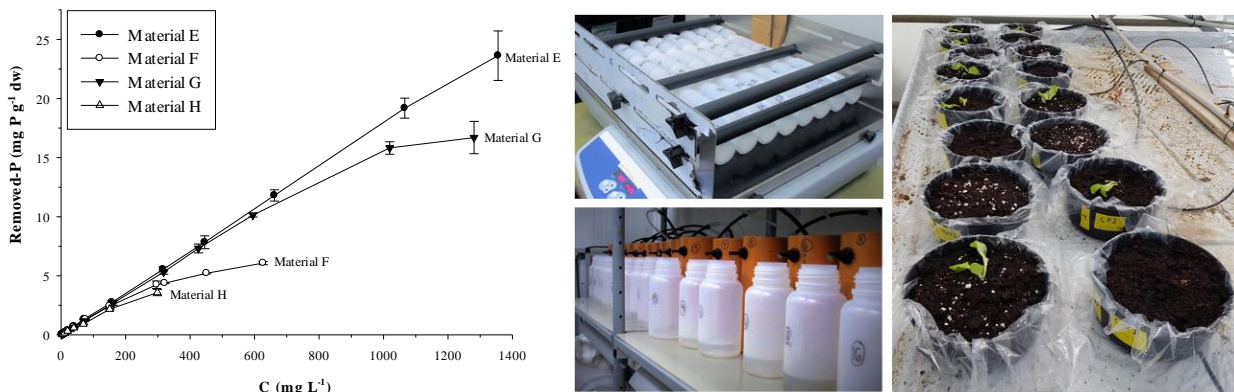 Removed-P (mg P g⁻¹ dw)
25
20
15
10
5
0
Material E
Material F
Material G
Material H
Material E
Material G
Material F
Material H
0 200 400 600 800 1000 1200 1400
C (mg L⁻¹)
CP2